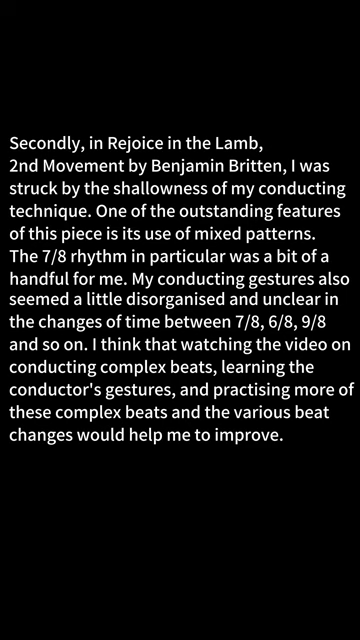 Secondly, in Rejoice in the Lamb,
2nd Movement by Benjamin Britten, I was
struck by the shallowness of my conducting
technique. One of the outstanding features
of this piece is its use of mixed patterns.
The 7/8 rhythm in particular was a bit of a
handful for me. My conducting gestures also
seemed a little disorganised and unclear in
the changes of time between 7/8, 6/8, 9/8
and so on. I think that watching the video on
conducting complex beats, learning the
conductor's gestures, and practising more of
these complex beats and the various beat
changes would help me to improve.